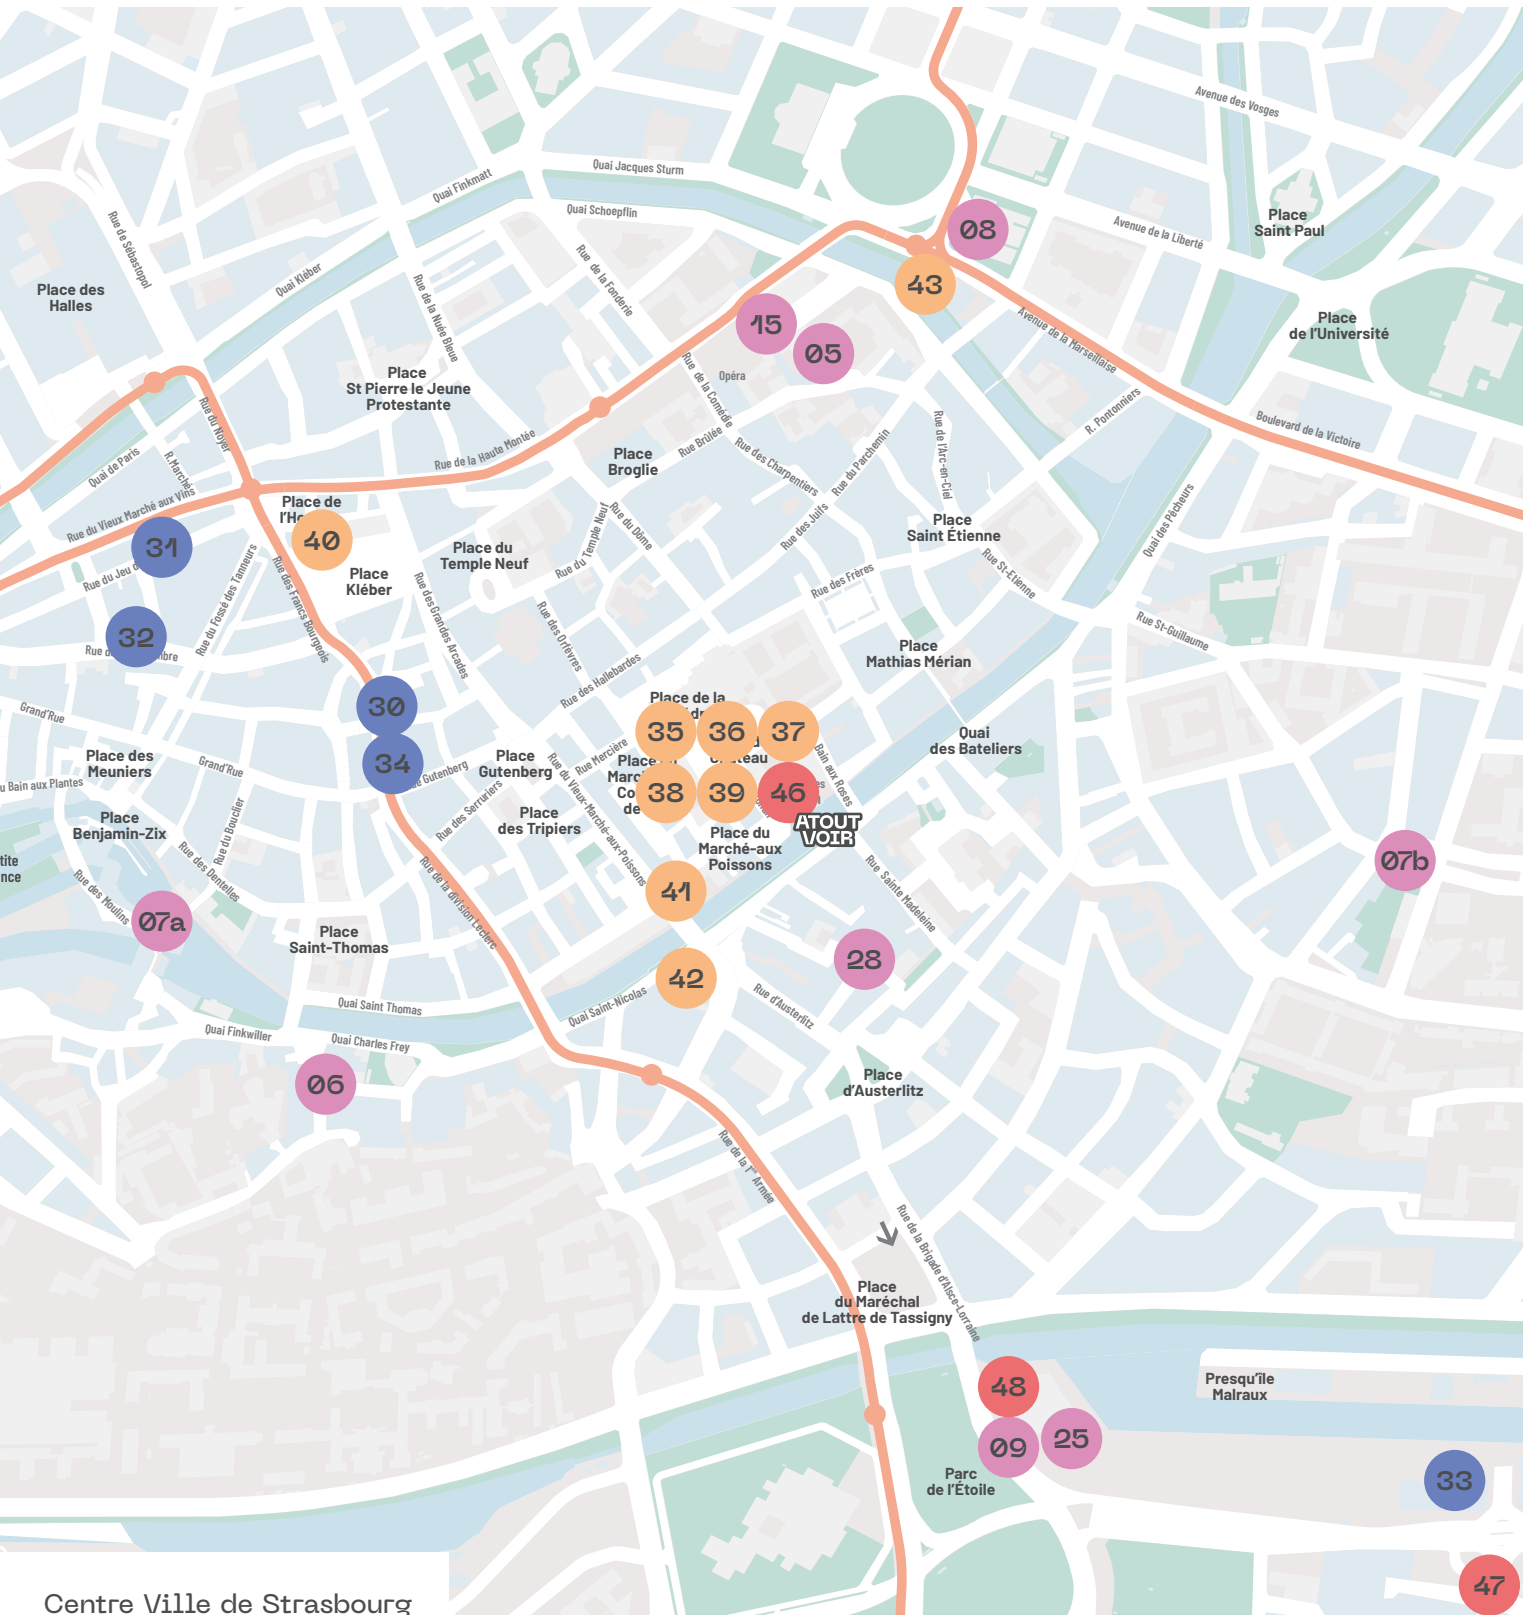 Avenue des Vosges
Quai Jacques Sturm
Quai Finkmatt
Quai Schoepflin
Place
Saint Paul
Rue de Sébastopol
Avenue de la Liberté
08
Quai Kléber
Rue de la Fonderie
43
Place des
Halles
Rue de la Nuée Bleue
Place
de l'Université
15
05
Avenue de la Marseillaise
Opéra
Place
St Pierre le Jeune
Protestante
Rue de la Comédie
R. Pontonniers
Rue du Noyer
Boulevard de la Victoire
Rue de la Haute Montée
Rue Brûlée
Place
Broglie
Rue des Charpentiers
Rue du Parchemin
Rue de l'Arc-en-Ciel
Quai de Paris
R.Marchés
Rue du Vieux Marché aux Vins
Place de
l'Ho
40
31
Rue du Jeu d
Rue du Dôme
Rue du Temple Neuf
Rue des Juifs
Place
Saint Étienne
Quai des Pêcheurs
Place du
Temple Neuf
Place
Kléber
Rue des Frères
Rue St-Etienne
Rue du Fossé des Tanneurs
Rue des Francs Bourgeois
Rue des Grandes Arcades
Rue des Orfèvres
32
Rue d
bre
Rue St-Guillaume
Place
Mathias Mérian
Rue des Hallebardes
Place de la
30
35
36
37
Grand'Rue
Place des
Meuniers
Grand'Rue
34
e Gutenberg
Place
Gutenberg
Rue Mercière
Quai
des Bateliers
Bain aux Roses
u Bain aux Plantes
Rue des Serruriers
Rue du Vieux-Marché-aux-Poissons
Place
Marc
Co
de
38
39
46
ATOUT
VOIR
Place
Benjamin-Zix
Rue du Bouclier
Place
des Tripiers
Place du
Marché-aux
Poissons
tite
nce
Rue des Dentelles
Rue des Moulins
07a
Rue de la division Leclerc
41
Rue Sainte Madeleine
07b
Place
Saint-Thomas
28
42
Quai Saint Thomas
Quai Saint-Nicolas
Rue d'Austerlitz
Quai Finkwiller
Quai Charles Frey
06
Place
d'Austerlitz
Rue de la 1ère Armée
Rue de la Brigade d'Alsce-Lorraine
Place
du Maréchal
de Lattre de Tassigny
48
Presqu'île
Malraux
09
25
Parc
de l'Étoile
33
47
Centre Ville de Strasbourg